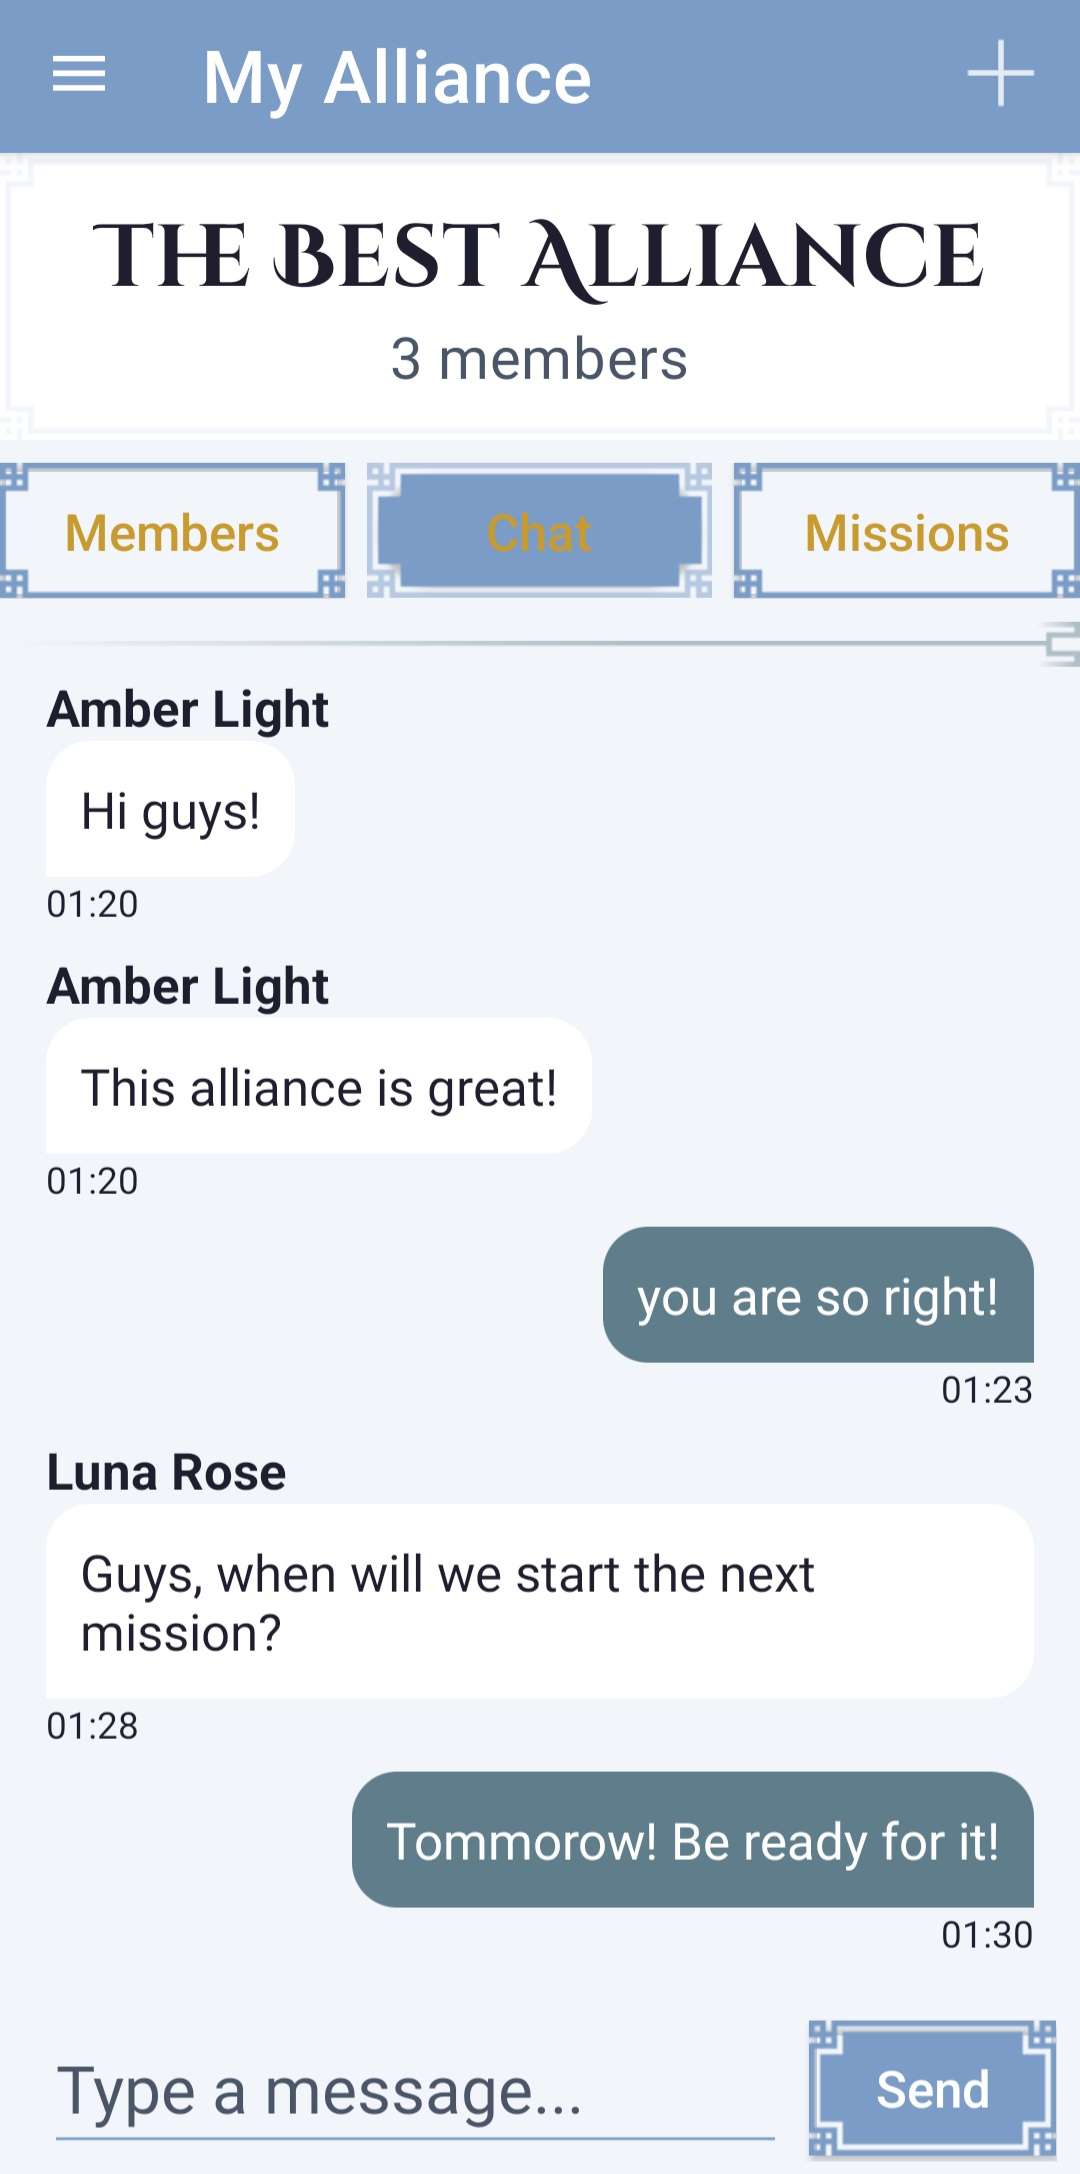 My Alliance
The Best Alliance
3 members
Members
Chat
Missions
Amber Light
Hi guys!
01:20
Amber Light
This alliance is great!
01:20
you are so right!
01:23
Luna Rose
Guys, when will we start the next
mission?
01:28
Tommorow! Be ready for it!
01:30
Type a message...
Send